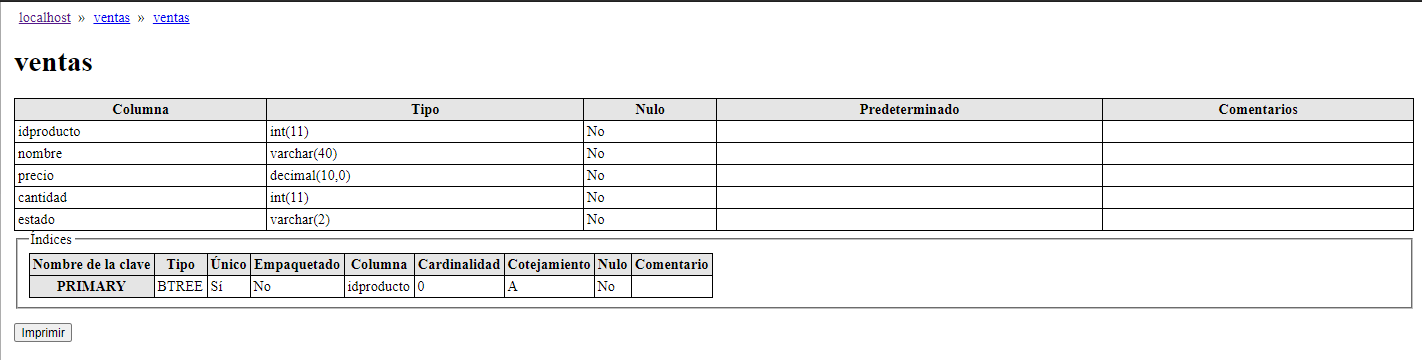 localhost » ventas » ventas
ventas
Columna Tipo Nulo Predeterminado Comentarios
idproducto int(11) No
nombre varchar(40) No
precio decimal(10,0) No
cantidad int(11) No
estado varchar(2) No
Índices
Nombre de la clave Tipo Único Empaquetado Columna Cardinalidad Cotejamiento Nulo Comentario
PRIMARY BTREE Sí No idproducto 0 A No
Imprimir